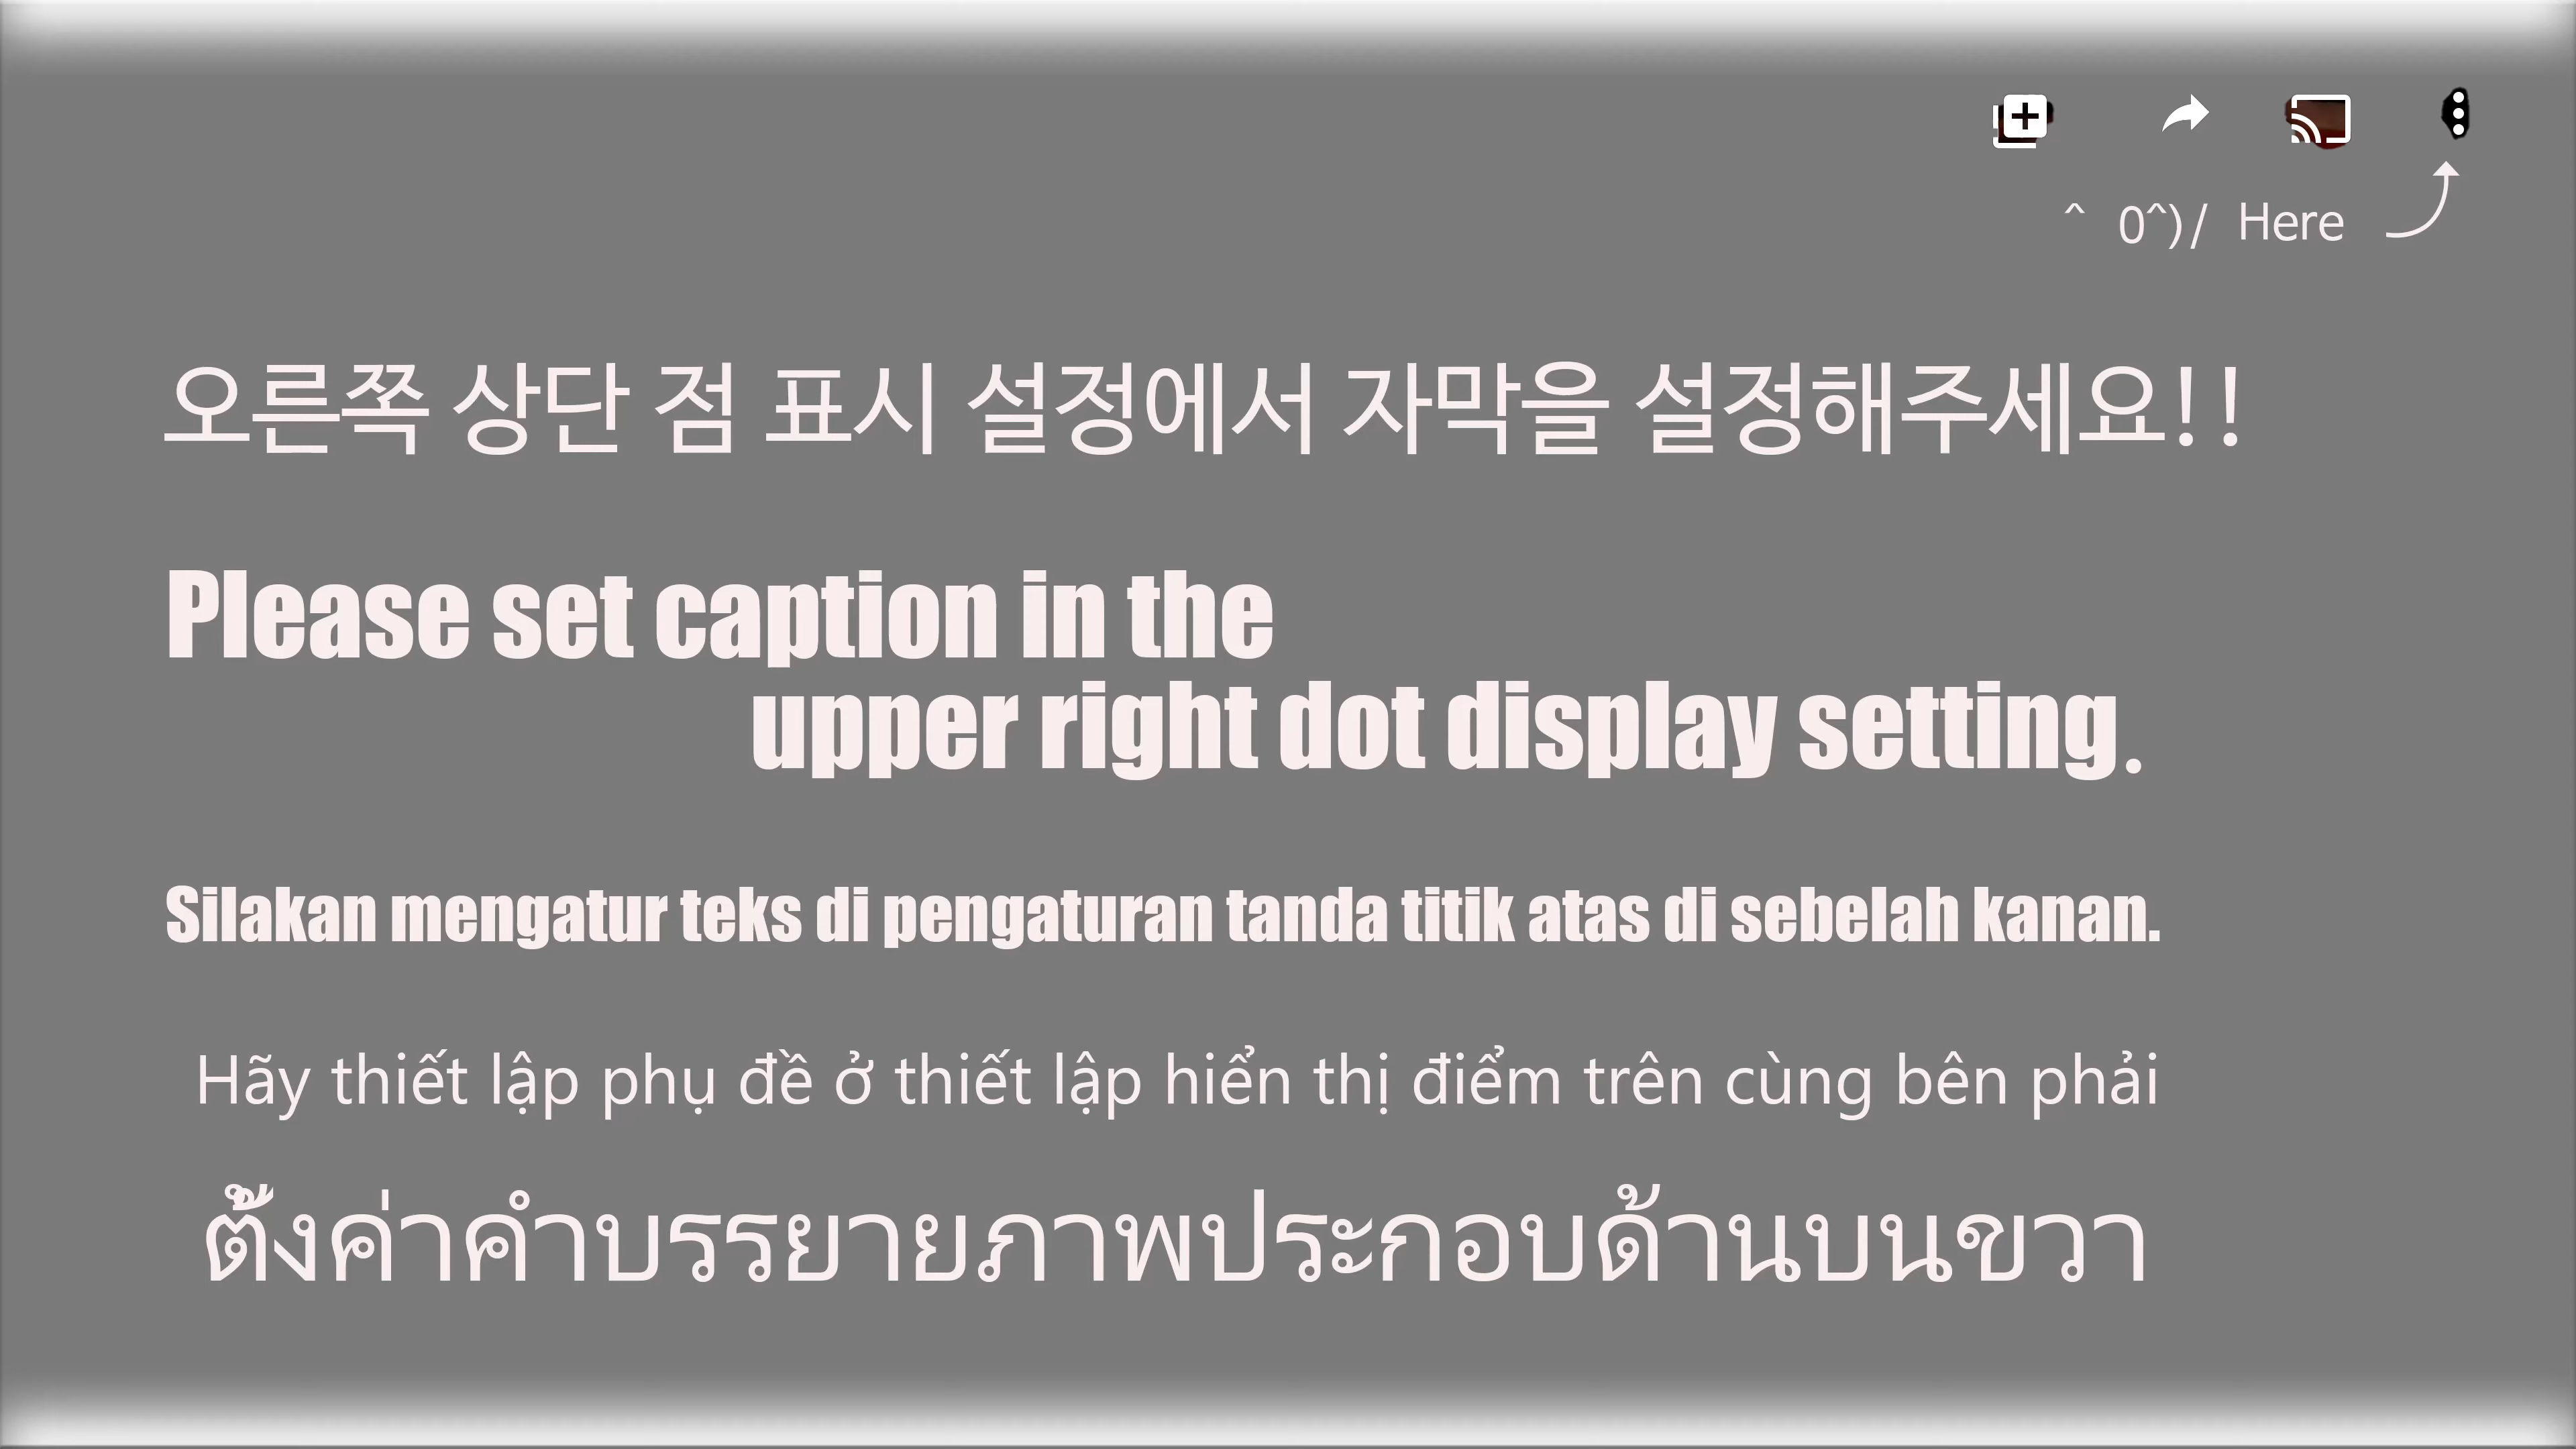 ^ 0^)/ Here
오른쪽 상단 점 표시 설정에서 자막을 설정해주세요!!
Please set caption in the
upper right dot display setting.
Silakan mengatur teks di pengaturan tanda titik atas di sebelah kanan.
Hãy thiết lập phụ đề ở thiết lập hiển thị điểm trên cùng bên phải
ตั้งค่าคำบรรยายภาพประกอบด้านบนขวา